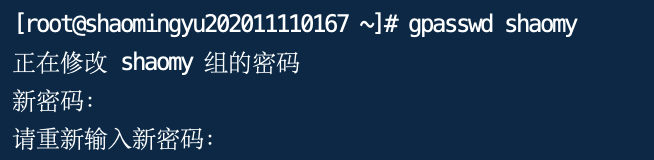 [root@shaomingyu202011110167 ~]# gpasswd shaomy
正在修改 shaomy 组的密码
新密码:
请重新输入新密码: